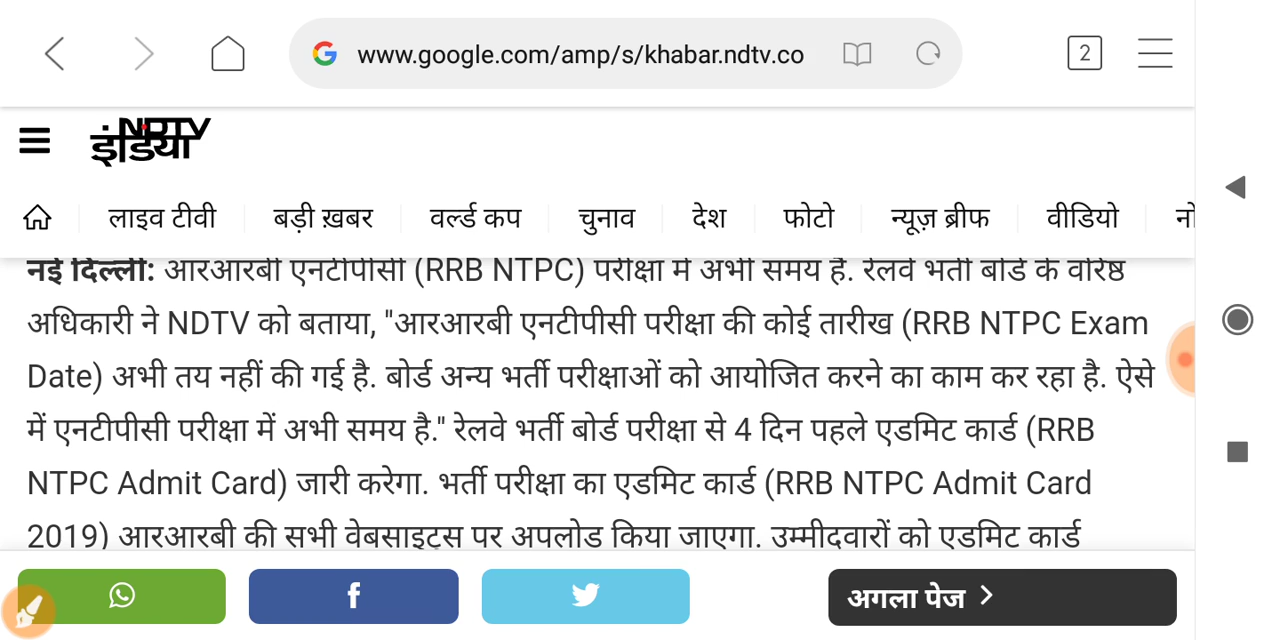 www.google.com/amp/s/khabar.ndtv.co
2
NDTV
इंडिया
लाइव टीवी बड़ी ख़बर वर्ल्ड कप चुनाव देश फोटो न्यूज़ ब्रीफ वीडियो
नई दिल्ली: आरआरबी एनटीपीसी (RRB NTPC) परीक्षा में अभी समय है. रेलवे भर्ती बोर्ड के वरिष्ठ
अधिकारी ने NDTV को बताया, "आरआरबी एनटीपीसी परीक्षा की कोई तारीख (RRB NTPC Exam
Date) अभी तय नहीं की गई है. बोर्ड अन्य भर्ती परीक्षाओं को आयोजित करने का काम कर रहा है. ऐसे
में एनटीपीसी परीक्षा में अभी समय है." रेलवे भर्ती बोर्ड परीक्षा से 4 दिन पहले एडमिट कार्ड (RRB
NTPC Admit Card) जारी करेगा. भर्ती परीक्षा का एडमिट कार्ड (RRB NTPC Admit Card
2019) आरआरबी की सभी वेबसाइट्स पर अपलोड किया जाएगा. उम्मीदवारों को एडमिट कार्ड
अगला पेज